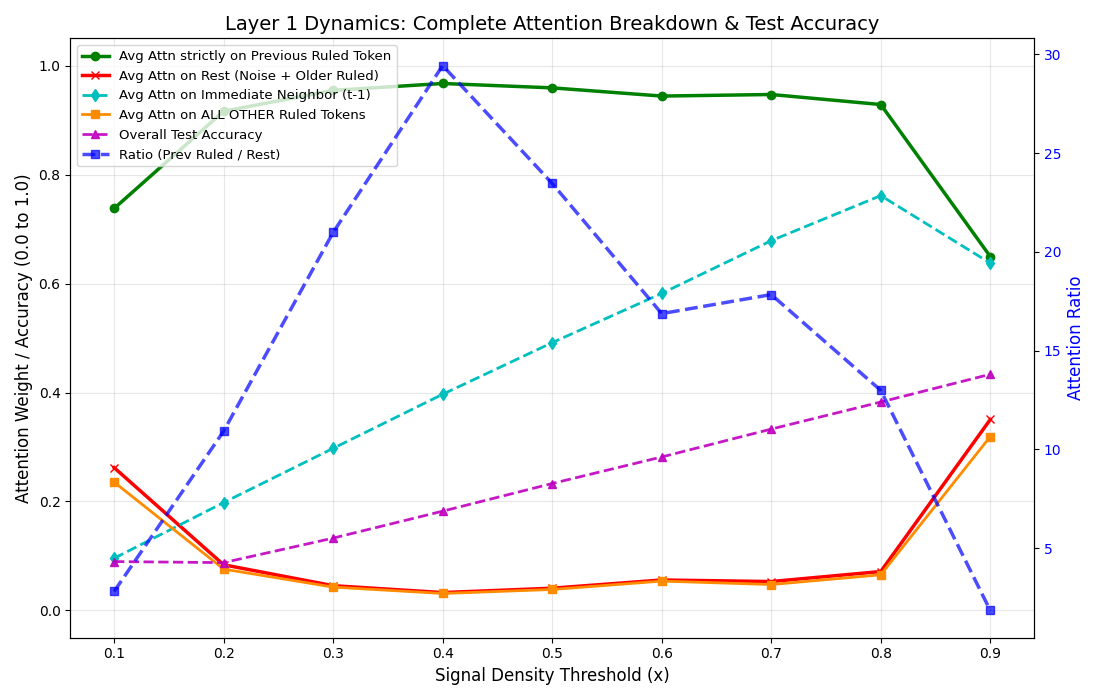 Layer 1 Dynamics: Complete Attention Breakdown & Test Accuracy
Avg Attn strictly on Previous Ruled Token
Avg Attn on Rest (Noise + Older Ruled)
Avg Attn on Immediate Neighbor (t-1)
Avg Attn on ALL OTHER Ruled Tokens
Overall Test Accuracy
Ratio (Prev Ruled / Rest)
Attention Weight / Accuracy (0.0 to 1.0)
1.0
0.8
0.6
0.4
0.2
0.0
30
25
20
15
10
5
Attention Ratio
0.1 0.2 0.3 0.4 0.5 0.6 0.7 0.8 0.9
Signal Density Threshold (x)